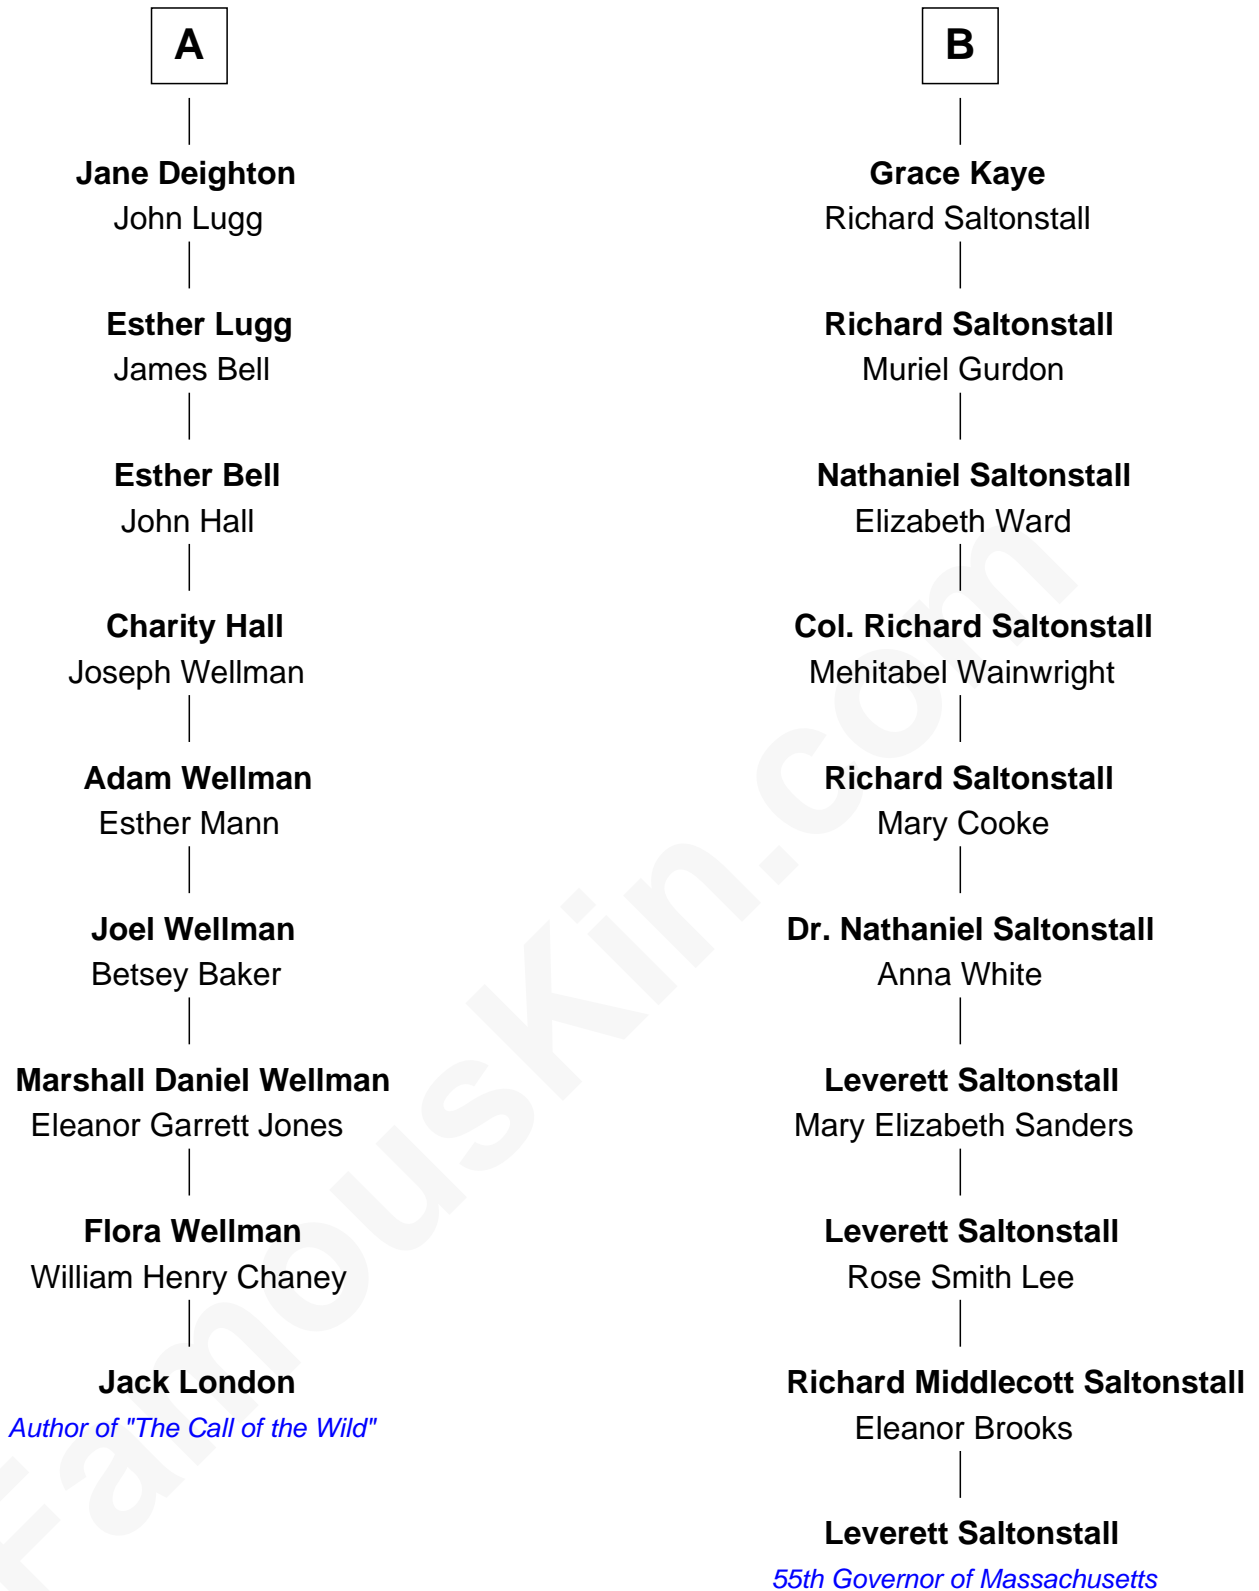 A
Jane Deighton
John Lugg
Esther Lugg
James Bell
Esther Bell
John Hall
Charity Hall
Joseph Wellman
Adam Wellman
Esther Mann
Joel Wellman
Betsey Baker
Marshall Daniel Wellman
Eleanor Garrett Jones
Flora Wellman
William Henry Chaney
Jack London
Author of "The Call of the Wild"
B
Grace Kaye
Richard Saltonstall
Richard Saltonstall
Muriel Gurdon
Nathaniel Saltonstall
Elizabeth Ward
Col. Richard Saltonstall
Mehitabel Wainwright
Richard Saltonstall
Mary Cooke
Dr. Nathaniel Saltonstall
Anna White
Leverett Saltonstall
Mary Elizabeth Sanders
Leverett Saltonstall
Rose Smith Lee
Richard Middlecott Saltonstall
Eleanor Brooks
Leverett Saltonstall
55th Governor of Massachusetts
FamousKin.com